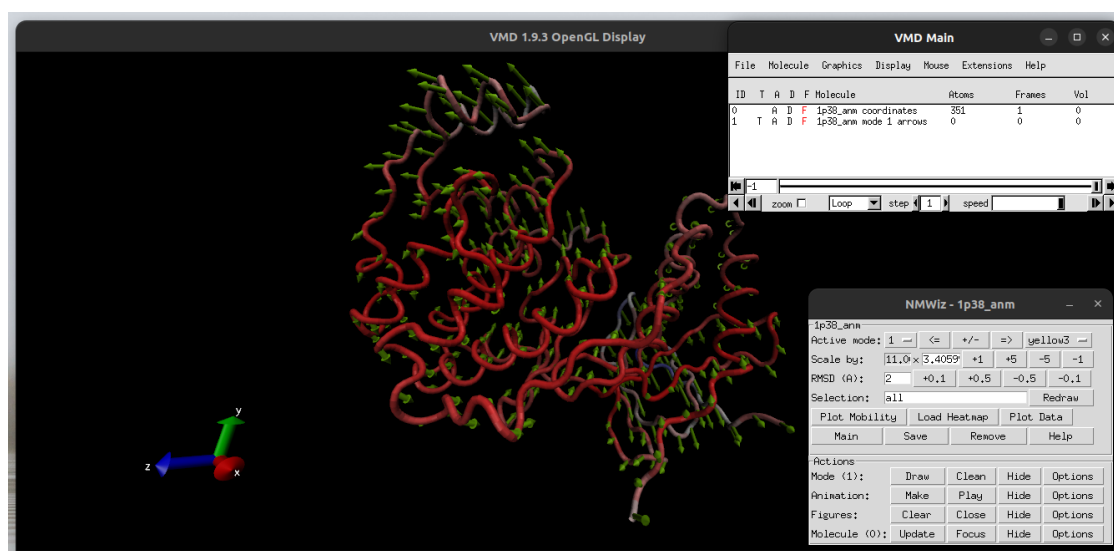 VMD 1.9.3 OpenGL Display
VMD Main
File Molecule Graphics Display Mouse Extensions Help
ID T A D F Molecule Atoms Frames Vol
0 A D F 1p38_anm coordinates 351 1 0
1 T A D F 1p38_anm mode 1 arrows 0 0 0
-1
zoom Loop step 1 speed
NMWiz - 1p38_anm
1p38_anm
Active mode: 1 <= +/- => yellow3
Scale by: 11.0 × 3.4059 +1 +5 -5 -1
RMSD (A): 2 +0.1 +0.5 -0.5 -0.1
Selection: all Redraw
Plot Mobility Load Heatmap Plot Data
Main Save Remove Help
Actions
Mode (1): Draw Clean Hide Options
Animation: Make Play Hide Options
Figures: Clear Close Hide Options
Molecule (0): Update Focus Hide Options
y
z
x